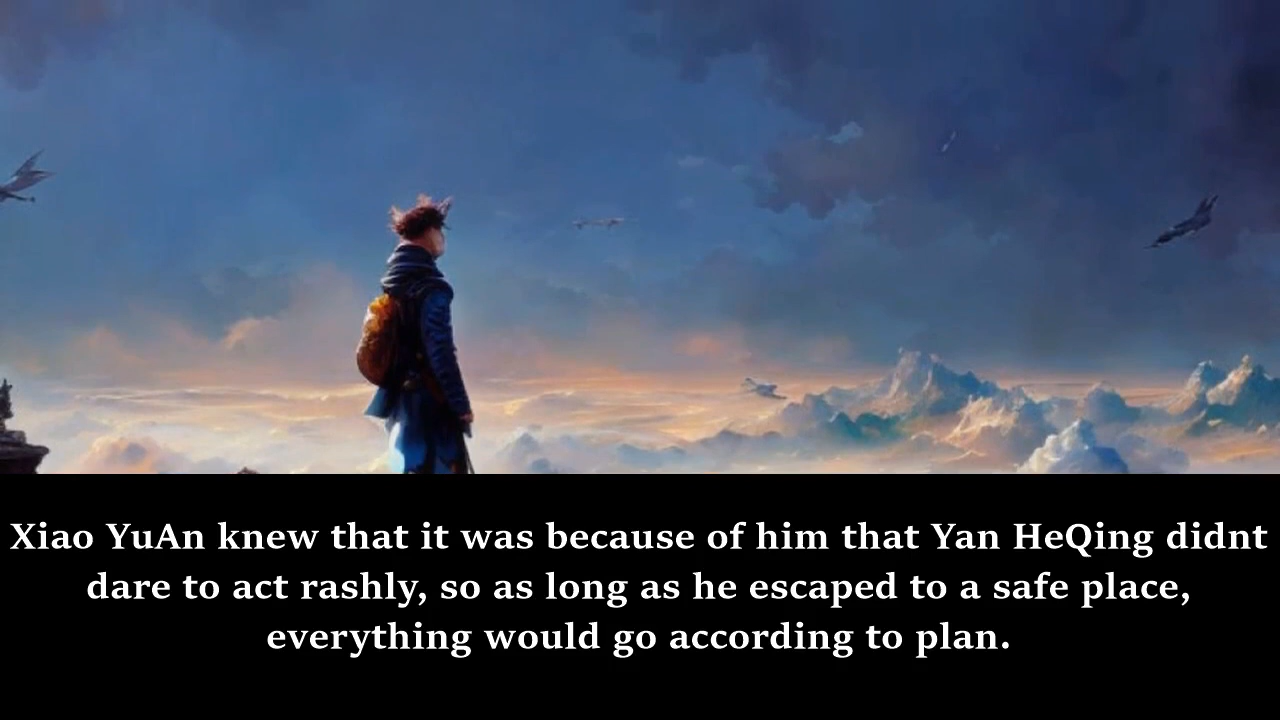 Xiao YuAn knew that it was because of him that Yan HeQing didnt
dare to act rashly, so as long as he escaped to a safe place,
everything would go according to plan.